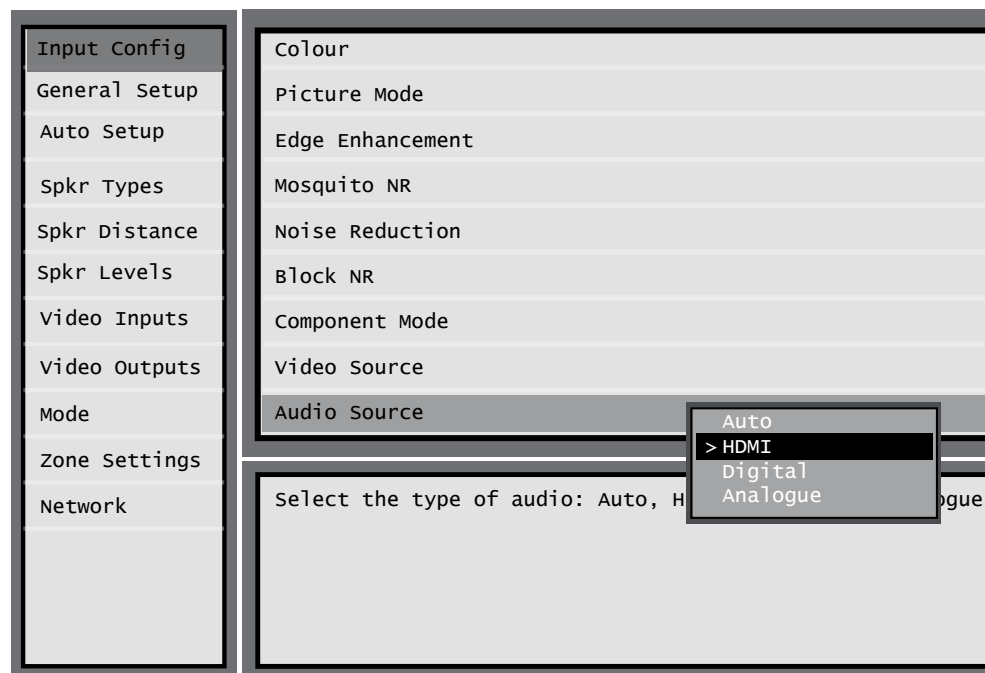 Input Config
General Setup
Auto Setup
Spkr Types
Spkr Distance
Spkr Levels
Video Inputs
Video Outputs
Mode
Zone Settings
Network
Colour
Picture Mode
Edge Enhancement
Mosquito NR
Noise Reduction
Block NR
Component Mode
Video Source
Audio Source
Auto
> HDMI
Digital
Analogue
Select the type of audio: Auto, H ogue